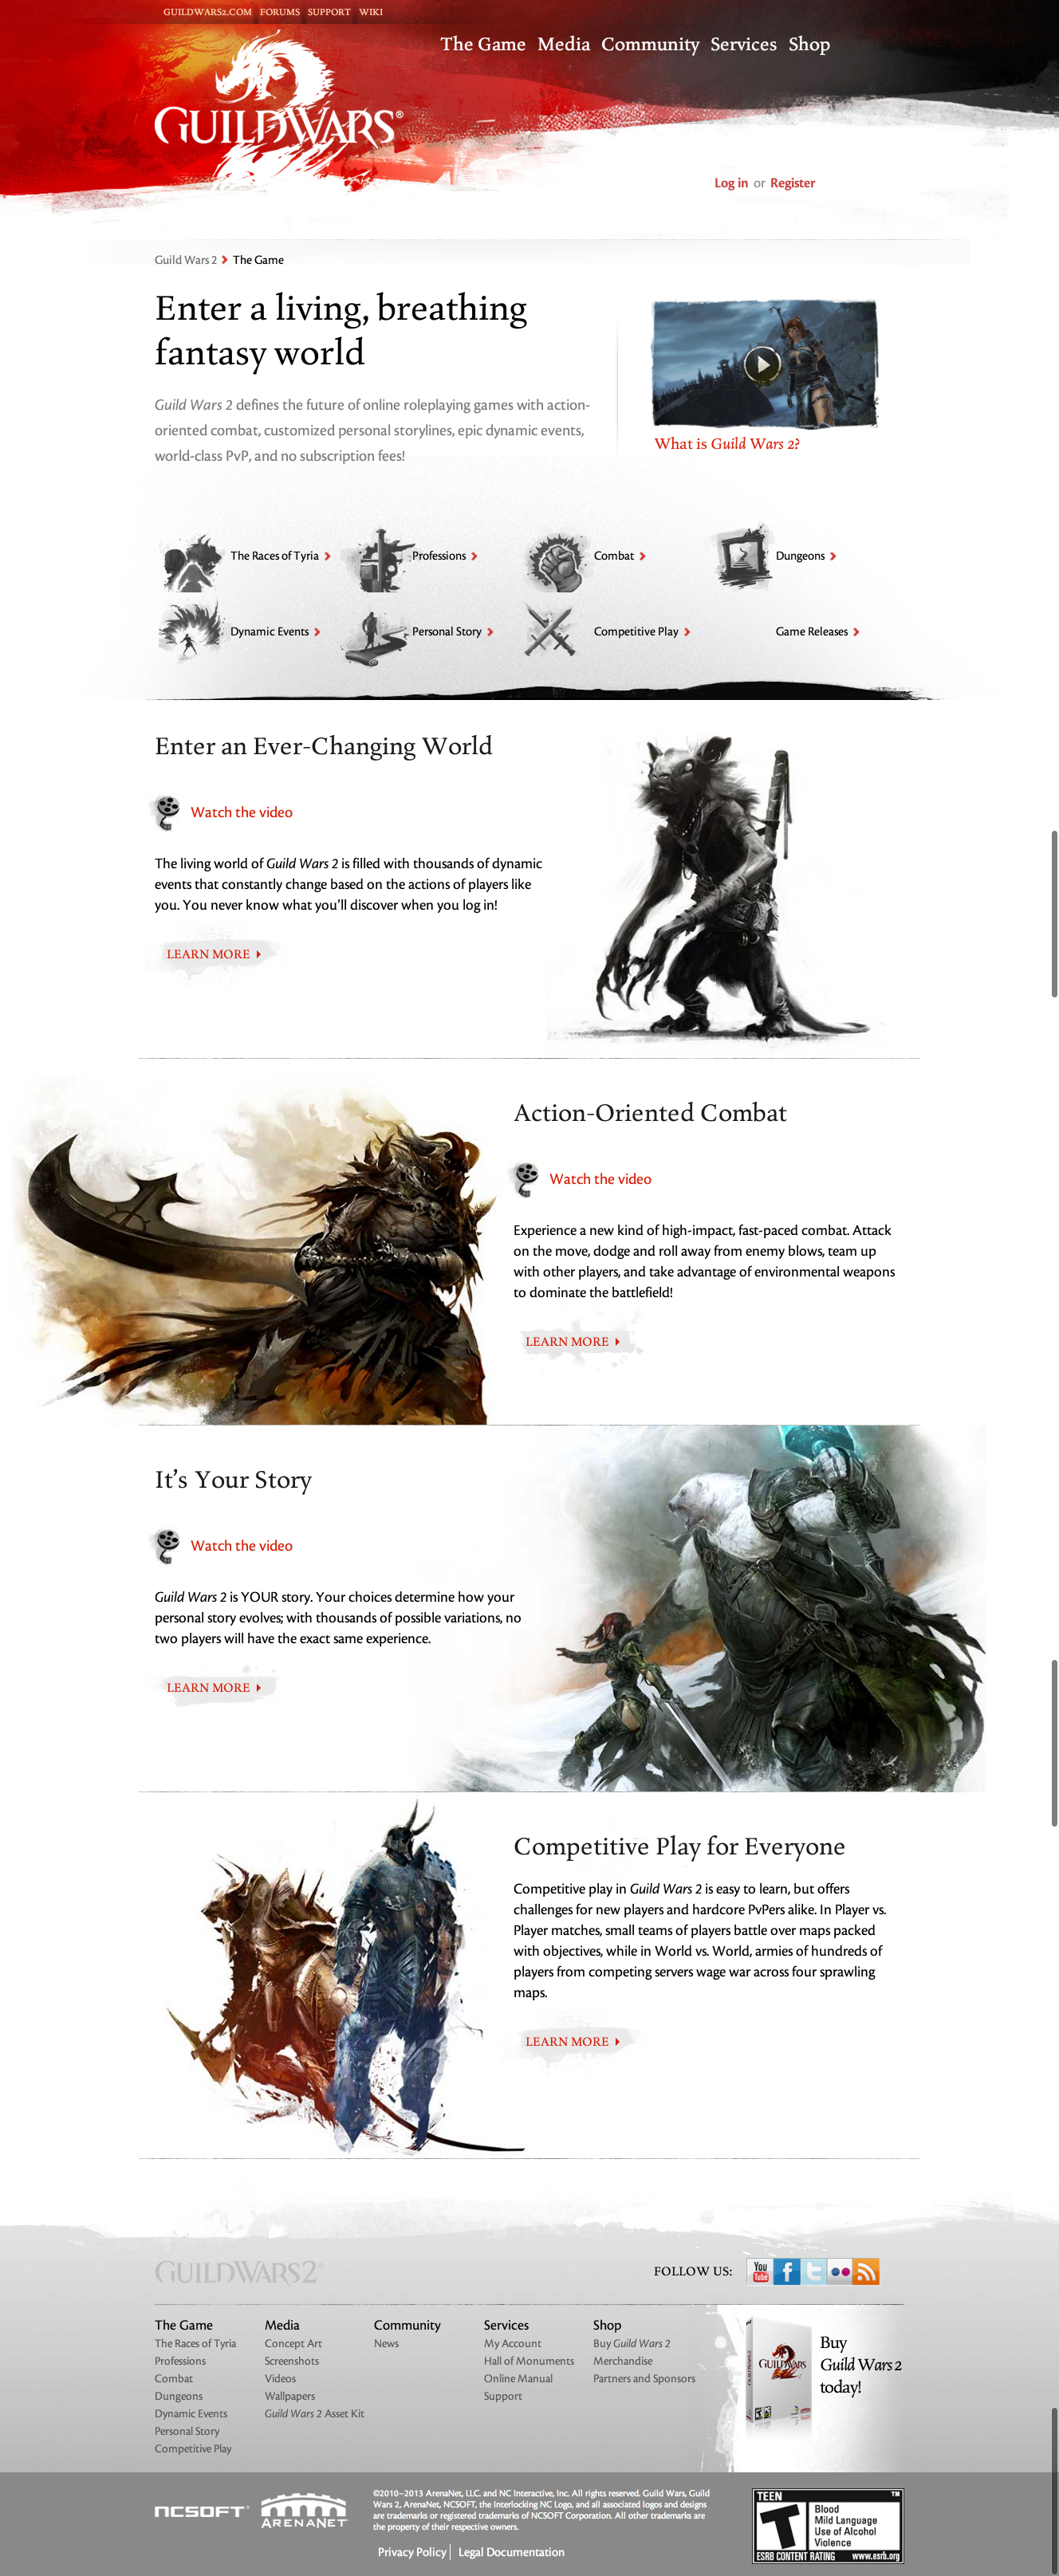 GUILDWARS2.COM FORUMS SUPPORT WIKI
The Game Media Community Services Shop
GUILDWARS®
Log in or Register
Guild Wars 2 The Game
Enter a living, breathing
fantasy world
Guild Wars 2 defines the future of online roleplaying games with action-
oriented combat, customized personal storylines, epic dynamic events,
world-class PvP, and no subscription fees!
What is Guild Wars 2?
The Races of Tyria Professions Combat Dungeons
Dynamic Events Personal Story Competitive Play Game Releases
Enter an Ever-Changing World
Watch the video
The living world of Guild Wars 2 is filled with thousands of dynamic
events that constantly change based on the actions of players like
you. You never know what you’ll discover when you log in!
LEARN MORE
Action-Oriented Combat
Watch the video
Experience a new kind of high-impact, fast-paced combat. Attack
on the move, dodge and roll away from enemy blows, team up
with other players, and take advantage of environmental weapons
to dominate the battlefield!
LEARN MORE
It’s Your Story
Watch the video
Guild Wars 2 is YOUR story. Your choices determine how your
personal story evolves; with thousands of possible variations, no
two players will have the exact same experience.
LEARN MORE
Competitive Play for Everyone
Competitive play in Guild Wars 2 is easy to learn, but offers
challenges for new players and hardcore PvPers alike. In Player vs.
Player matches, small teams of players battle over maps packed
with objectives, while in World vs. World, armies of hundreds of
players from competing servers wage war across four sprawling
maps.
LEARN MORE
GUILDWARS2
FOLLOW US:
You
Tube
The Game
The Races of Tyria
Professions
Combat
Dungeons
Dynamic Events
Personal Story
Competitive Play
Media
Concept Art
Screenshots
Videos
Wallpapers
Guild Wars 2 Asset Kit
Community
News
Services
My Account
Hall of Monuments
Online Manual
Support
Shop
Buy Guild Wars 2
Merchandise
Partners and Sponsors
GUILDWARS
Buy
Guild Wars 2
today!
NCSOFT®
ARENANET
©2010–2013 ArenaNet, LLC. and NC Interactive, Inc. All rights reserved. Guild Wars, Guild
Wars 2, ArenaNet, NCSOFT, the Interlocking NC Logo, and all associated logos and designs
are trademarks or registered trademarks of NCSOFT Corporation. All other trademarks are
the property of their respective owners.
Privacy Policy Legal Documentation
TEEN ™
T
Blood
Mild Language
Use of Alcohol
Violence
ESRB CONTENT RATING www.esrb.org